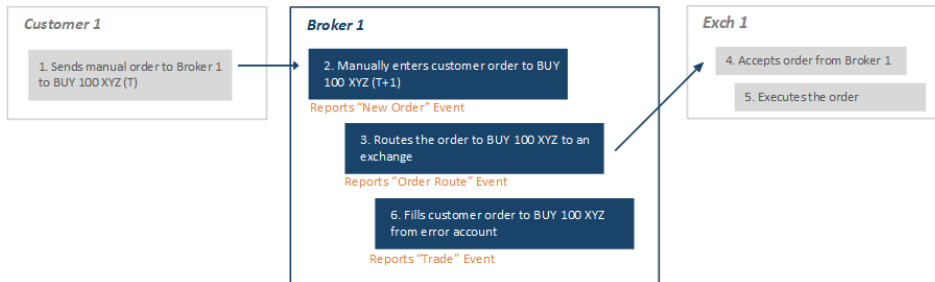 Customer 1
1. Sends manual order to Broker 1
to BUY 100 XYZ (T)
Broker 1
2. Manually enters customer order to BUY
100 XYZ (T+1)
Reports "New Order" Event
3. Routes the order to BUY 100 XYZ to an
exchange
Reports "Order Route" Event
6. Fills customer order to BUY 100 XYZ
from error account
Reports "Trade" Event
Exch 1
4. Accepts order from Broker 1
5. Executes the order